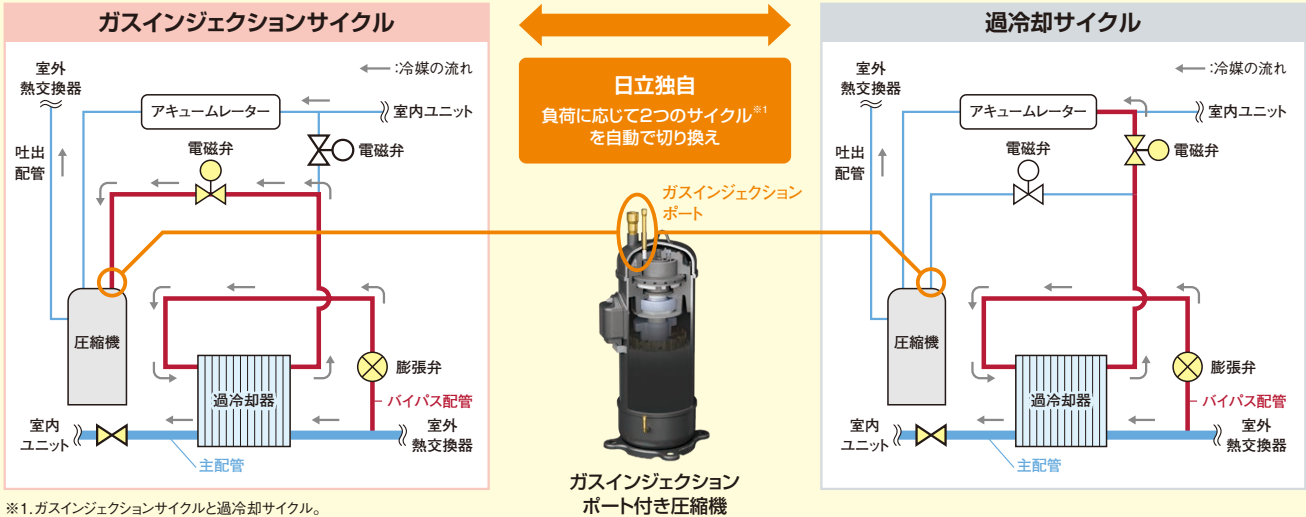 ガスインジェクションサイクル
室外
熱交換器
←:冷媒の流れ
アキュームレーター
室内ユニット
吐出
配管
電磁弁
電磁弁
圧縮機
過冷却器
膨張弁
バイパス配管
室内
ユニット
主配管
室外
熱交換器
日立独自
負荷に応じて2つのサイクル※1
を自動で切り換え
ガスインジェクション
ポート
ガスインジェクション
ポート付き圧縮機
過冷却サイクル
室外
熱交換器
←:冷媒の流れ
アキュームレーター
室内ユニット
吐出
配管
電磁弁
電磁弁
圧縮機
過冷却器
膨張弁
バイパス配管
室内
ユニット
主配管
室外
熱交換器
※1.ガスインジェクションサイクルと過冷却サイクル。